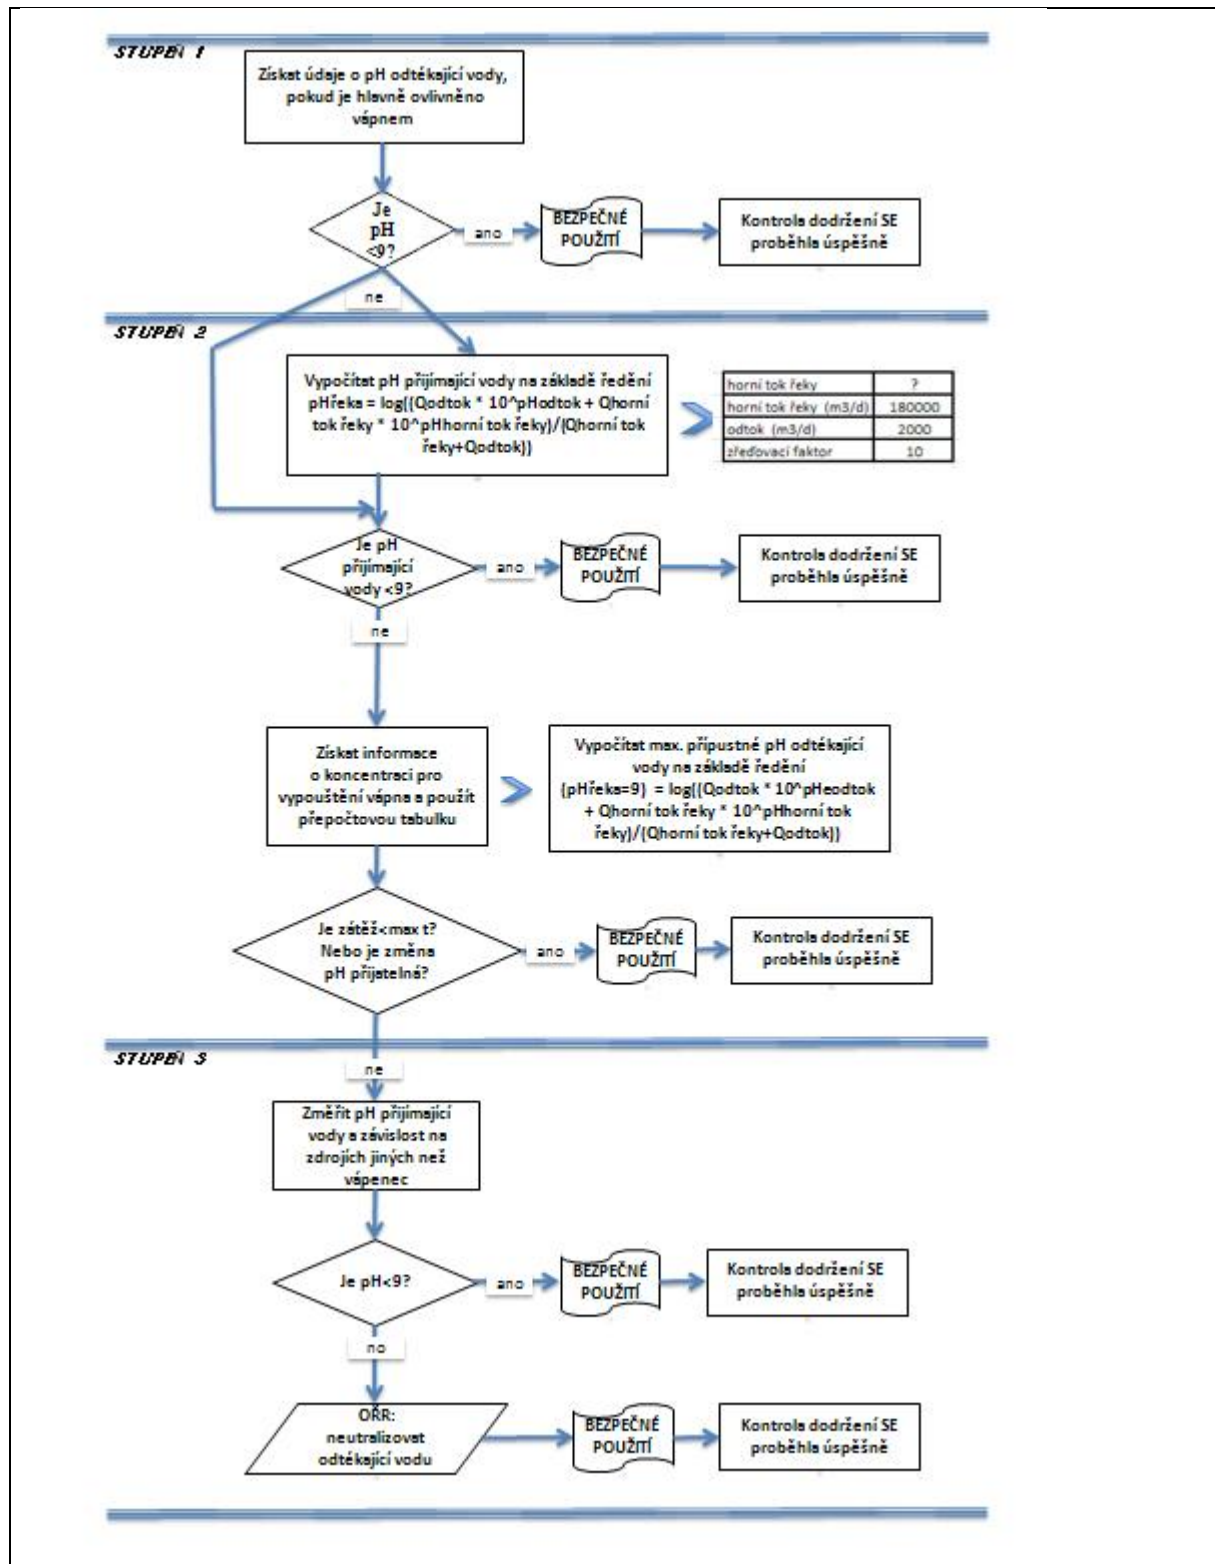 STUPEŇ 1
Získat údaje o pH odtékající vody,
pokud je hlavně ovlivněno
vápnem
Je
pH
<9?
ano
BEZPEČNÉ
POUŽITÍ
Kontrola dodržení SE
proběhla úspěšně
ne
STUPEŇ 2
Vypočítat pH přijímající vody na základě ředění
pHřeka = log((Qodtok * 10^pHodtok + Qhorní
tok řeky * 10^pHhorní tok řeky)/(Qhorní tok
řeky+Qodtok))
horní tok řeky ?
horní tok řeky (m3/d) 180000
odtok (m3/d) 2000
zřeďovací faktor 10
Je pH
přijímající
vody <9?
ano
BEZPEČNÉ
POUŽITÍ
Kontrola dodržení SE
proběhla úspěšně
ne
Získat informace
o koncentraci pro
vypouštění vápna a použít
přepočtovou tabulku
Vypočítat max. přípustné pH odtékající
vody na základě ředění
(pHřeka=9) = log((Qodtok * 10^pHeodtok
+ Qhorní tok řeky * 10^pHhorní tok
řeky)/(Qhorní tok řeky+Qodtok))
Je zátěž<max t?
Nebo je změna
pH přijatelná?
ano
BEZPEČNÉ
POUŽITÍ
Kontrola dodržení SE
proběhla úspěšně
STUPEŇ 3
ne
Změřit pH přijímající
vody a závislost na
zdrojích jiných než
vápenec
Je pH<9?
ano
BEZPEČNÉ
POUŽITÍ
Kontrola dodržení SE
proběhla úspěšně
no
OŘR:
neutralizovat
odtékající vodu
BEZPEČNÉ
POUŽITÍ
Kontrola dodržení SE
proběhla úspěšně